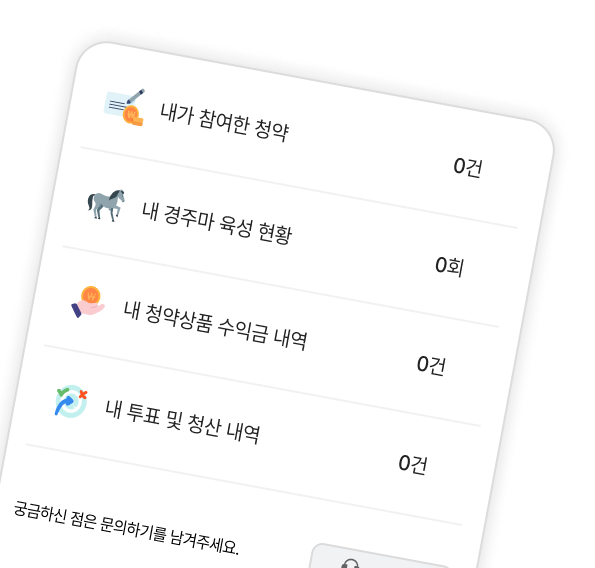 내가 참여한 청약 0건
내 경주마 육성 현황 0회
내 청약상품 수익금 내역 0건
내 투표 및 청산 내역 0건
궁금하신 점은 문의하기를 남겨주세요.